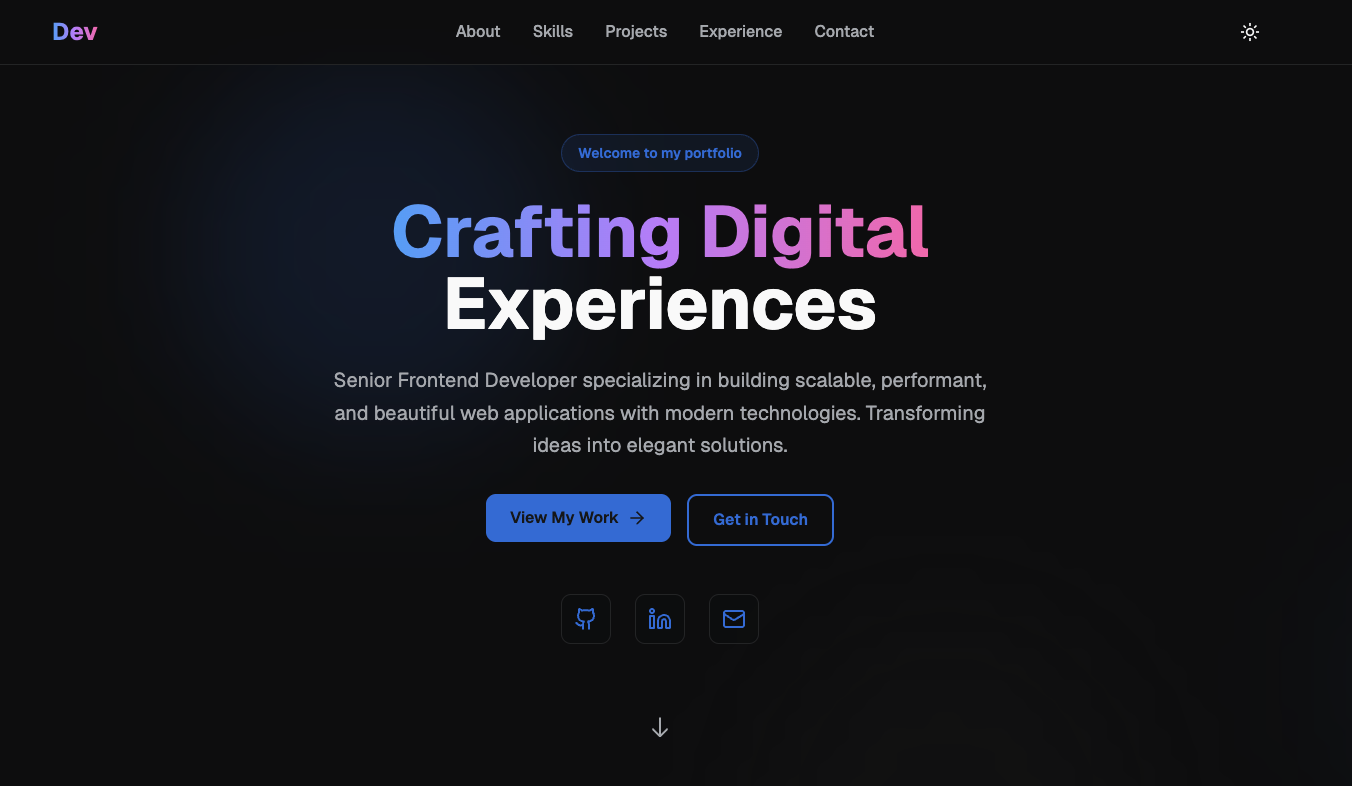 Dev
About
Skills
Projects
Experience
Contact
Welcome to my portfolio
Crafting Digital
Experiences
Senior Frontend Developer specializing in building scalable, performant,
and beautiful web applications with modern technologies. Transforming
ideas into elegant solutions.
View My Work
Get in Touch